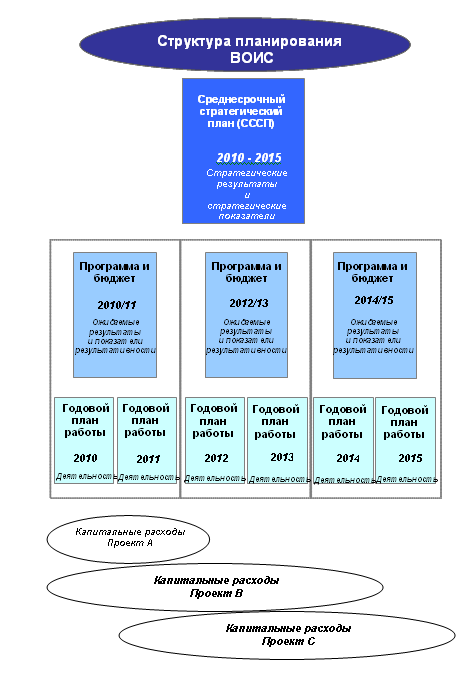 Структура планирования
ВОИС
Среднесрочный
стратегический
план (СССП)
2010 - 2015
Стратегические
результаты
и
стратегические
показатели
Программа и
бюджет
2010/11
Ожидаемые
результаты
и показатели
результативности
Программа и
бюджет
2012/13
Ожидаемые
результаты
и показатели
результативности
Программа и
бюджет
2014/15
Ожидаемые
результаты
и показатели
результативности
Годовой
план
работы
2010
Деятельность
Годовой
план
работы
2011
Деятельность
Годовой
план
работы
2012
Деятельность
Годовой
план
работы
2013
Деятельность
Годовой
план
работы
2014
Деятельность
Годовой
план
работы
2015
Деятельность
Капитальные расходы
Проект А
Капитальные расходы
Проект В
Капитальные расходы
Проект С